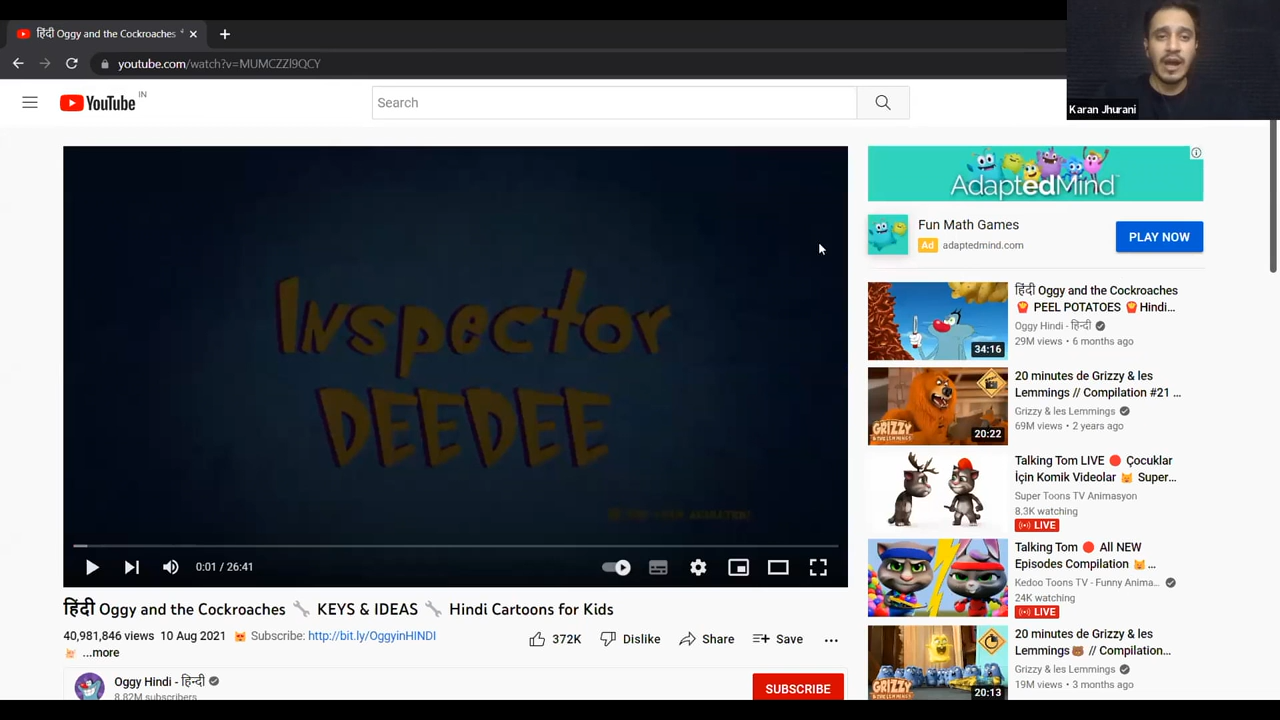 हिंदी Oggy and the Cockroaches
youtube.com/watch?v=MUMCZZl9QCY
Karan Jhurani
YouTube IN
Search
Inspector
DEEDEE
0:01 / 26:41
हिंदी Oggy and the Cockroaches 🔧 KEYS & IDEAS 🔧 Hindi Cartoons for Kids
40,981,846 views 10 Aug 2021 😺 Subscribe: http://bit.ly/OggyinHINDI
...more
372K
Dislike
Share
Save
Oggy Hindi - हिन्दी
8.82M subscribers
SUBSCRIBE
AdaptedMind
Fun Math Games
Ad adaptedmind.com
PLAY NOW
हिंदी Oggy and the Cockroaches
🍟 PEEL POTATOES 🍟Hindi...
Oggy Hindi - हिन्दी
29M views • 6 months ago
34:16
20 minutes de Grizzy & les
Lemmings // Compilation #21 ...
Grizzy & les Lemmings
69M views • 2 years ago
GRIZZY
20:22
Talking Tom LIVE 🔴 Çocuklar
İçin Komik Videolar 😺 Super...
Super Toons TV Animasyon
8.3K watching
LIVE
Talking Tom 🔴 All NEW
Episodes Compilation 😺 ...
Kedoo Toons TV - Funny Anima...
24K watching
LIVE
20 minutes de Grizzy & les
Lemmings🐻 // Compilation...
Grizzy & les Lemmings
19M views • 3 months ago
GRIZZY
20:13